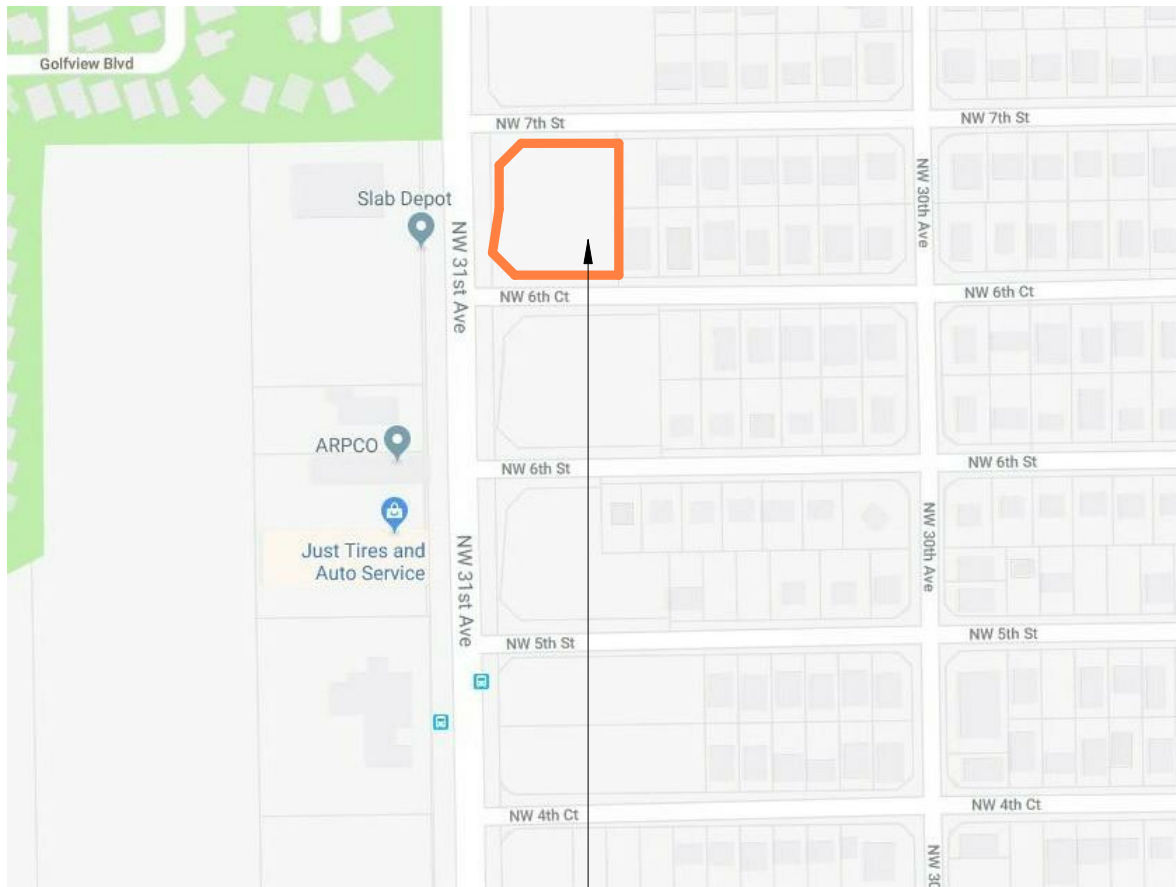 Golfview Blvd
NW 7th St
NW 7th St
Slab Depot
NW 31st Ave
NW 30th Ave
NW 6th Ct
NW 6th Ct
ARPCO
NW 6th St
NW 6th St
Just Tires and
Auto Service
NW 31st Ave
NW 30th Ave
NW 5th St
NW 5th St
NW 4th Ct
NW 4th Ct